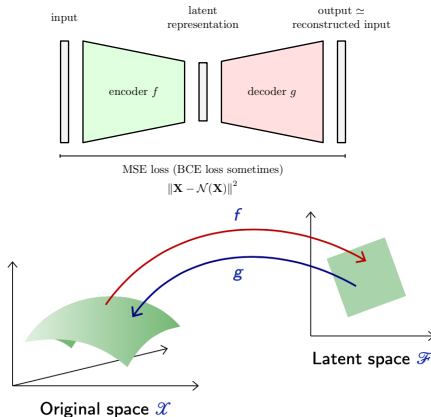 input
latent
representation
output ≃
reconstructed input
encoder f
decoder g
MSE loss (BCE loss sometimes)
‖X − 𝒩(X)‖²
f
g
Latent space ℱ
Original space 𝒳